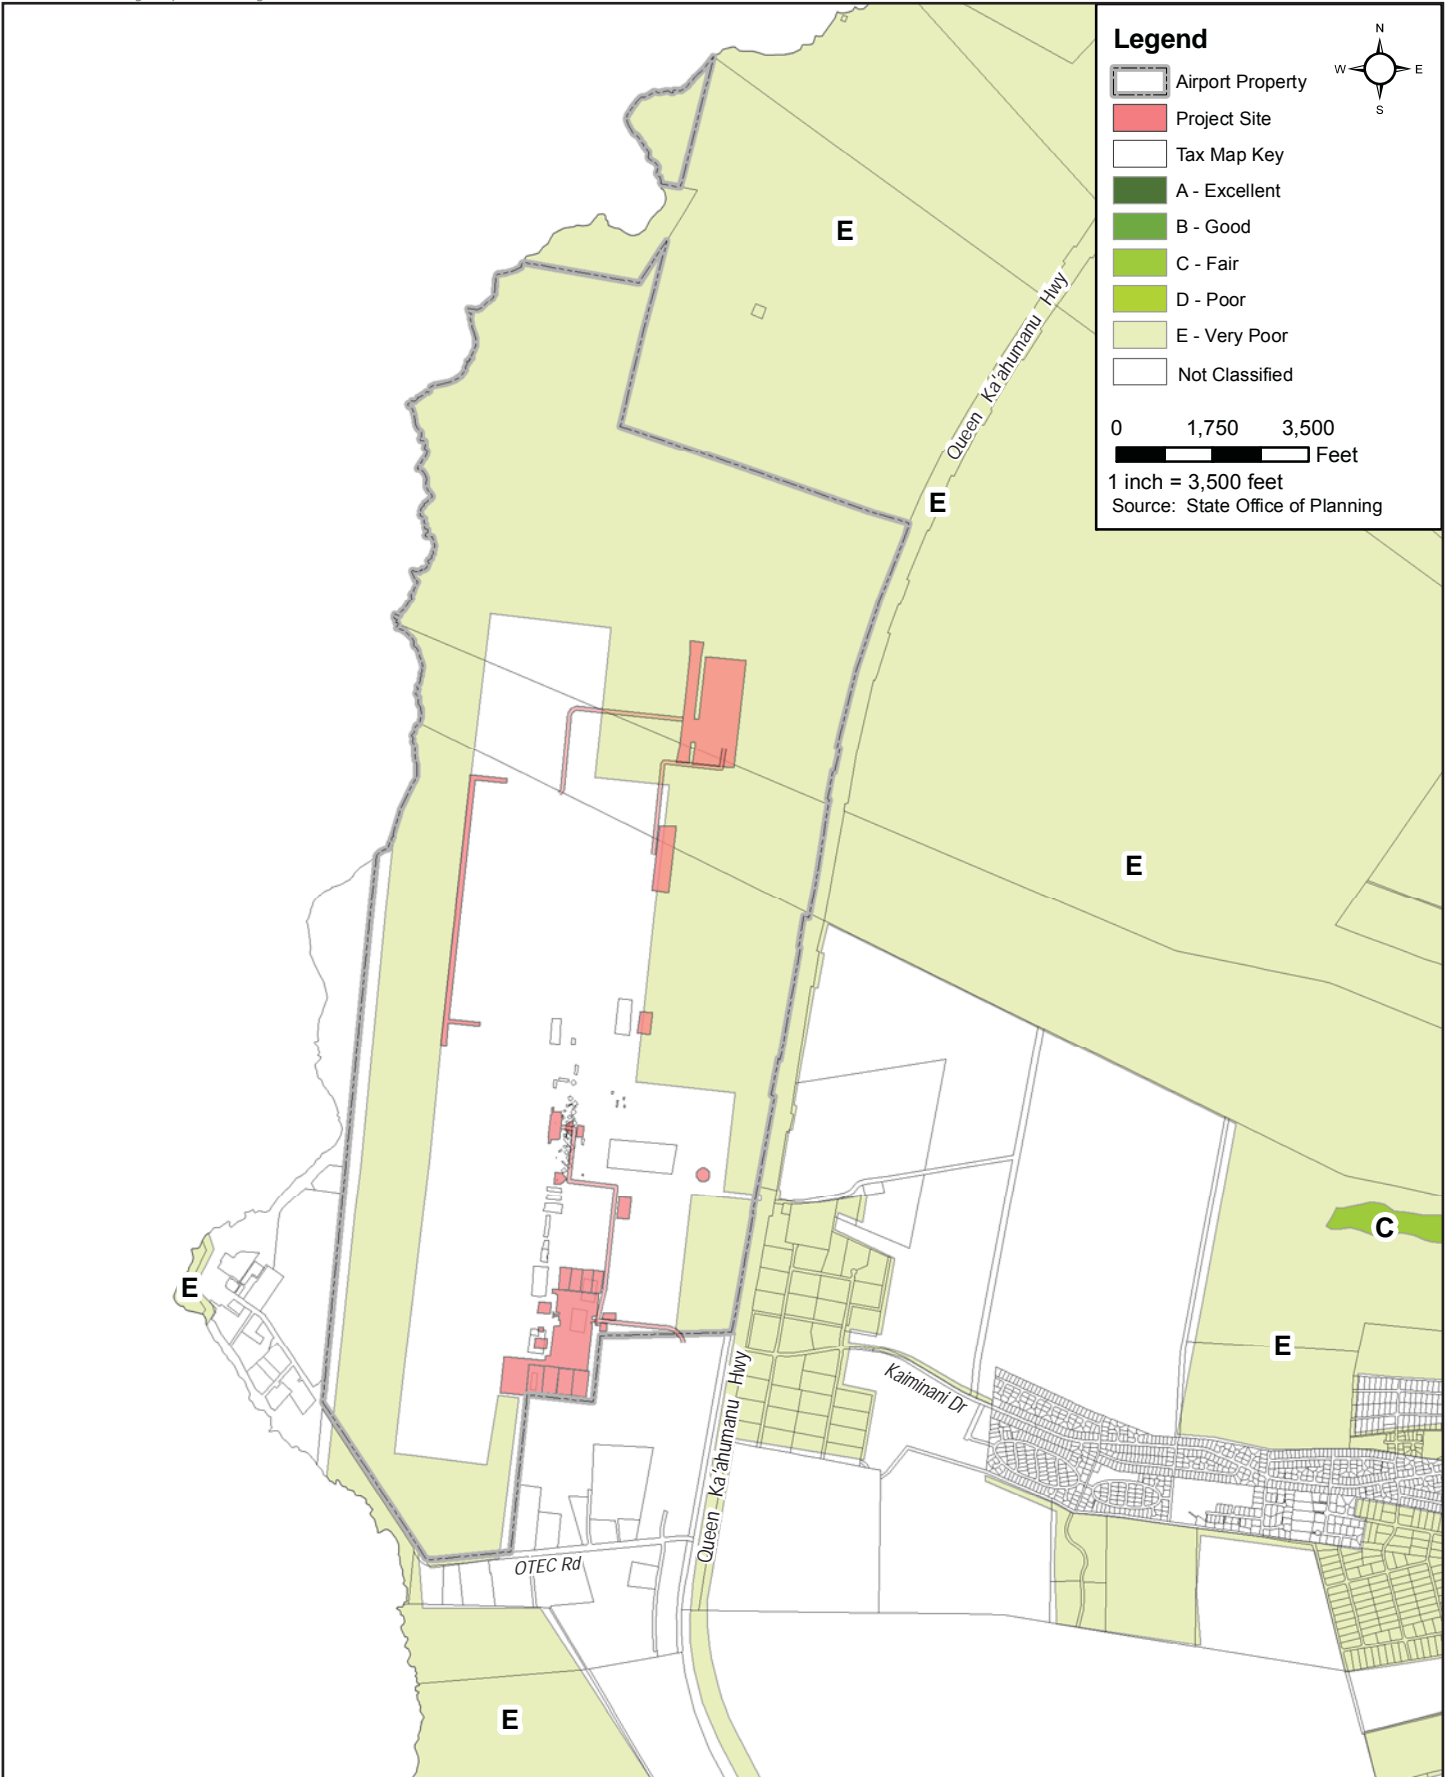 Legend
N
W E
S
Airport Property
Project Site
Tax Map Key
A - Excellent
B - Good
C - Fair
D - Poor
E - Very Poor
Not Classified
0 1,750 3,500
Feet
1 inch = 3,500 feet
Source: State Office of Planning
E
Queen Ka'ahumanu Hwy
E
E
C
E
E
Kaiminani Dr
Queen Ka'ahumanu Hwy
OTEC Rd
E